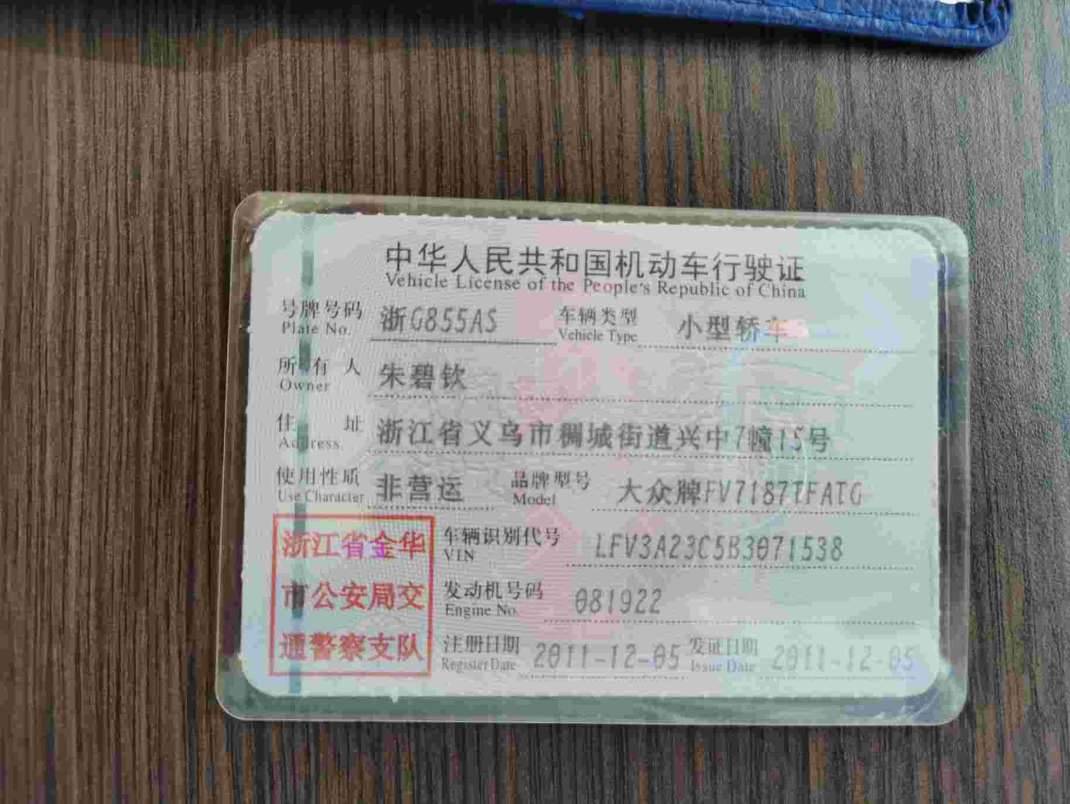 中华人民共和国机动车行驶证
Vehicle License of the People's Republic of China
号牌号码 浙G855AS 车辆类型 小型轿车
Plate No. Vehicle Type
所有人 朱碧钦
Owner
住址 浙江省义乌市稠城街道兴中7幢15号
Address
使用性质 非营运 品牌型号 大众牌FV7187TFATG
Use Character Model
浙江省金华 车辆识别代号 LFV3A23C5B3071538
VIN
市公安局交 发动机号码 081922
Engine No.
通警察支队 注册日期 2011-12-05 发证日期 2011-12-05
Register Date Issue Date